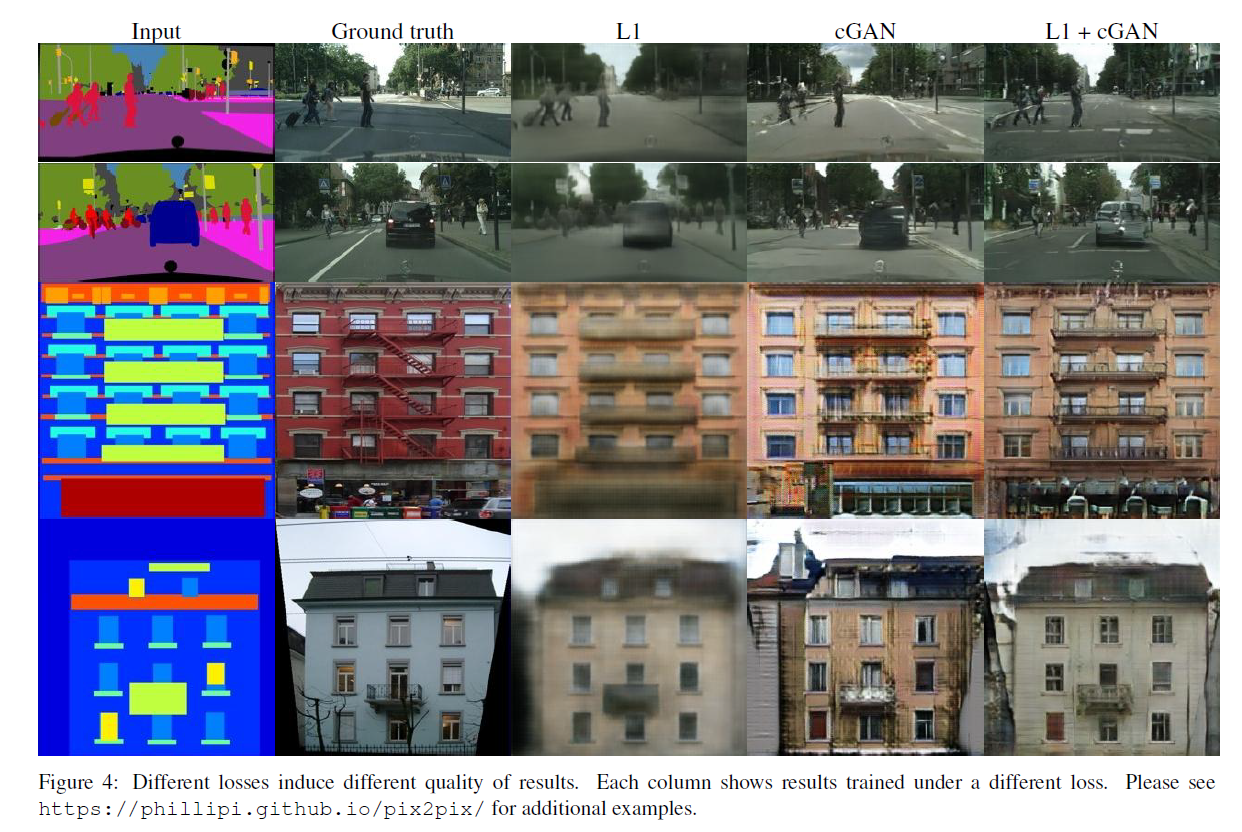 Input Ground truth L1 cGAN L1 + cGAN
Figure 4: Different losses induce different quality of results. Each column shows results trained under a different loss. Please see
https://phillipi.github.io/pix2pix/ for additional examples.